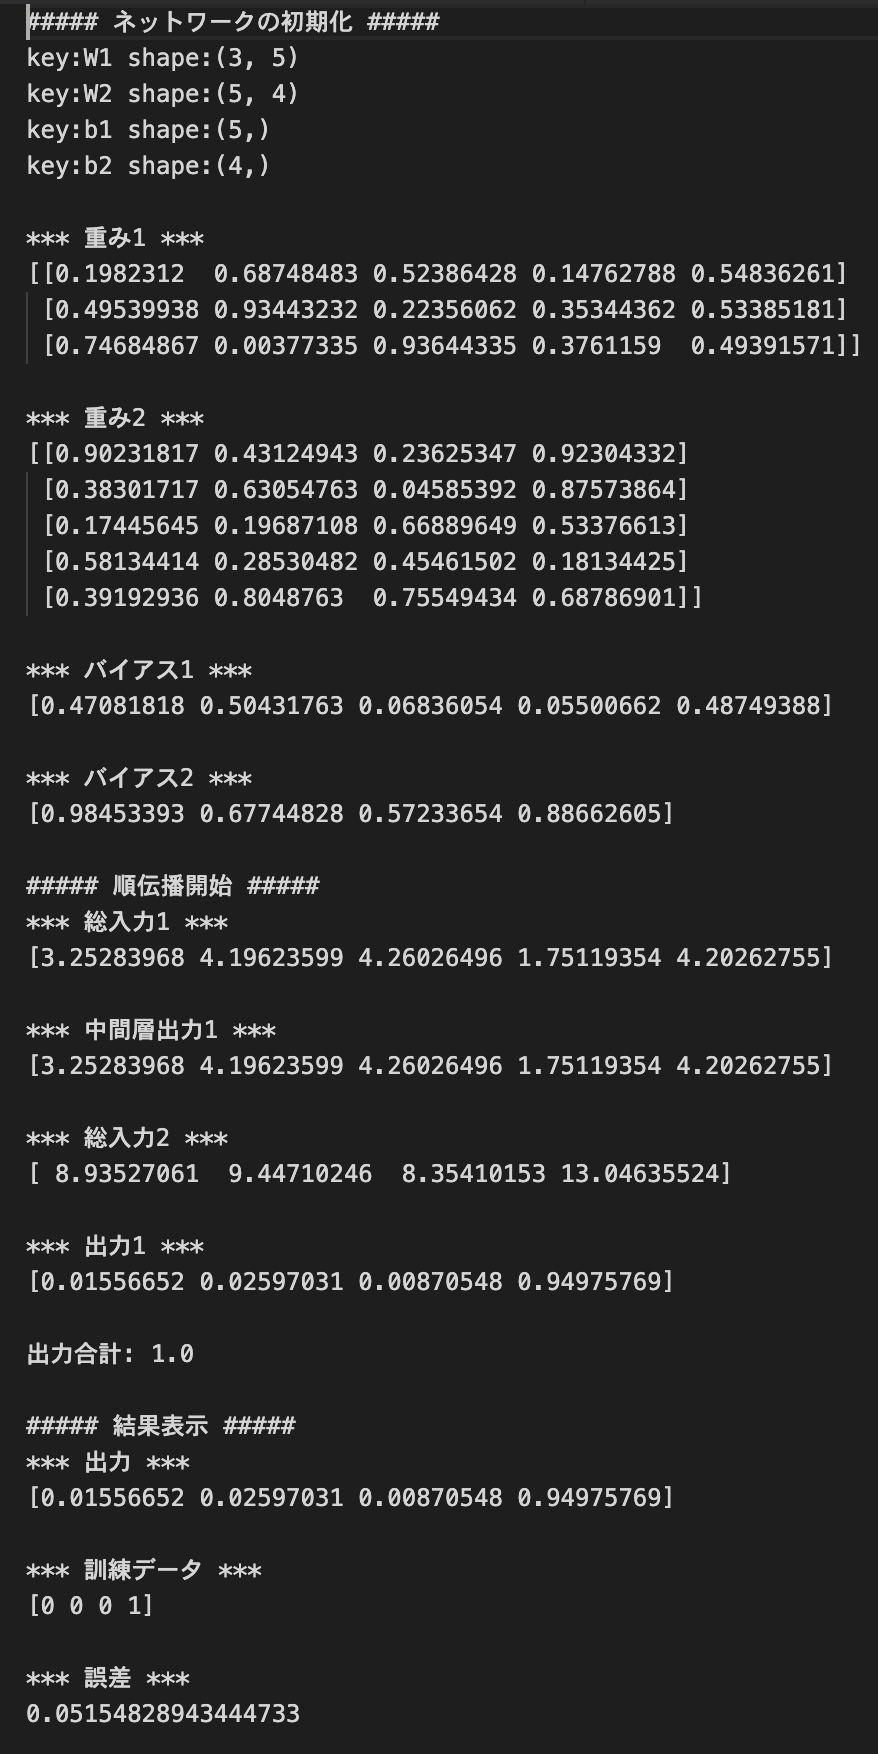 ##### ネットワークの初期化 #####
key:W1 shape:(3, 5)
key:W2 shape:(5, 4)
key:b1 shape:(5,)
key:b2 shape:(4,)

*** 重み1 ***
[[0.1982312  0.68748483 0.52386428 0.14762788 0.54836261]
 [0.49539938 0.93443232 0.22356062 0.35344362 0.53385181]
 [0.74684867 0.00377335 0.93644335 0.3761159  0.49391571]]

*** 重み2 ***
[[0.90231817 0.43124943 0.23625347 0.92304332]
 [0.38301717 0.63054763 0.04585392 0.87573864]
 [0.17445645 0.19687108 0.66889649 0.53376613]
 [0.58134414 0.28530482 0.45461502 0.18134425]
 [0.39192936 0.8048763  0.75549434 0.68786901]]

*** バイアス1 ***
[0.47081818 0.50431763 0.06836054 0.05500662 0.48749388]

*** バイアス2 ***
[0.98453393 0.67744828 0.57233654 0.88662605]

##### 順伝播開始 #####
*** 総入力1 ***
[3.25283968 4.19623599 4.26026496 1.75119354 4.20262755]

*** 中間層出力1 ***
[3.25283968 4.19623599 4.26026496 1.75119354 4.20262755]

*** 総入力2 ***
[ 8.93527061  9.44710246  8.35410153 13.04635524]

*** 出力1 ***
[0.01556652 0.02597031 0.00870548 0.94975769]

出力合計: 1.0

##### 結果表示 #####
*** 出力 ***
[0.01556652 0.02597031 0.00870548 0.94975769]

*** 訓練データ ***
[0 0 0 1]

*** 誤差 ***
0.05154828943444733